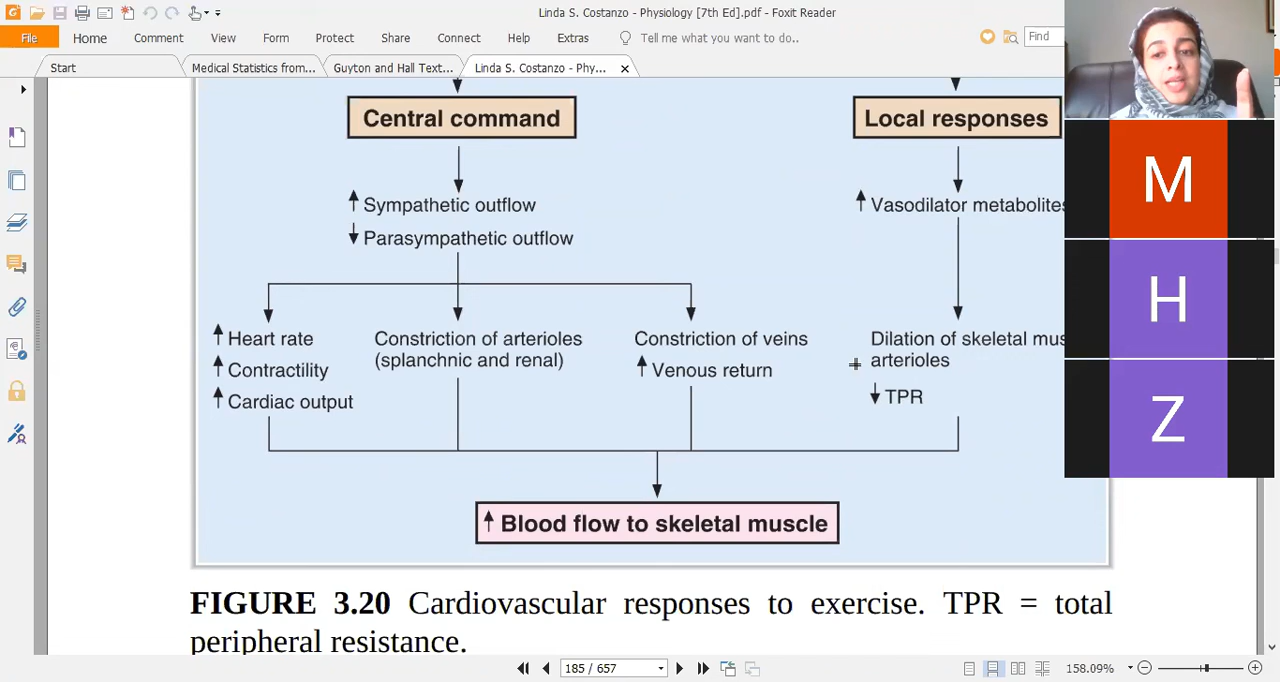 Linda S. Costanzo - Physiology [7th Ed].pdf - Foxit Reader
File Home Comment View Form Protect Share Connect Help Extras Tell me what you want to do.. Find
Start Medical Statistics from... Guyton and Hall Text... Linda S. Costanzo - Phy...
Central command
Local responses
Sympathetic outflow
Parasympathetic outflow
Vasodilator metabolites
Heart rate
Contractility
Cardiac output
Constriction of arterioles
(splanchnic and renal)
Constriction of veins
Venous return
Dilation of skeletal mus
arterioles
TPR
Blood flow to skeletal muscle
FIGURE 3.20 Cardiovascular responses to exercise. TPR = total
peripheral resistance.
M
H
Z
185 / 657
158.09%